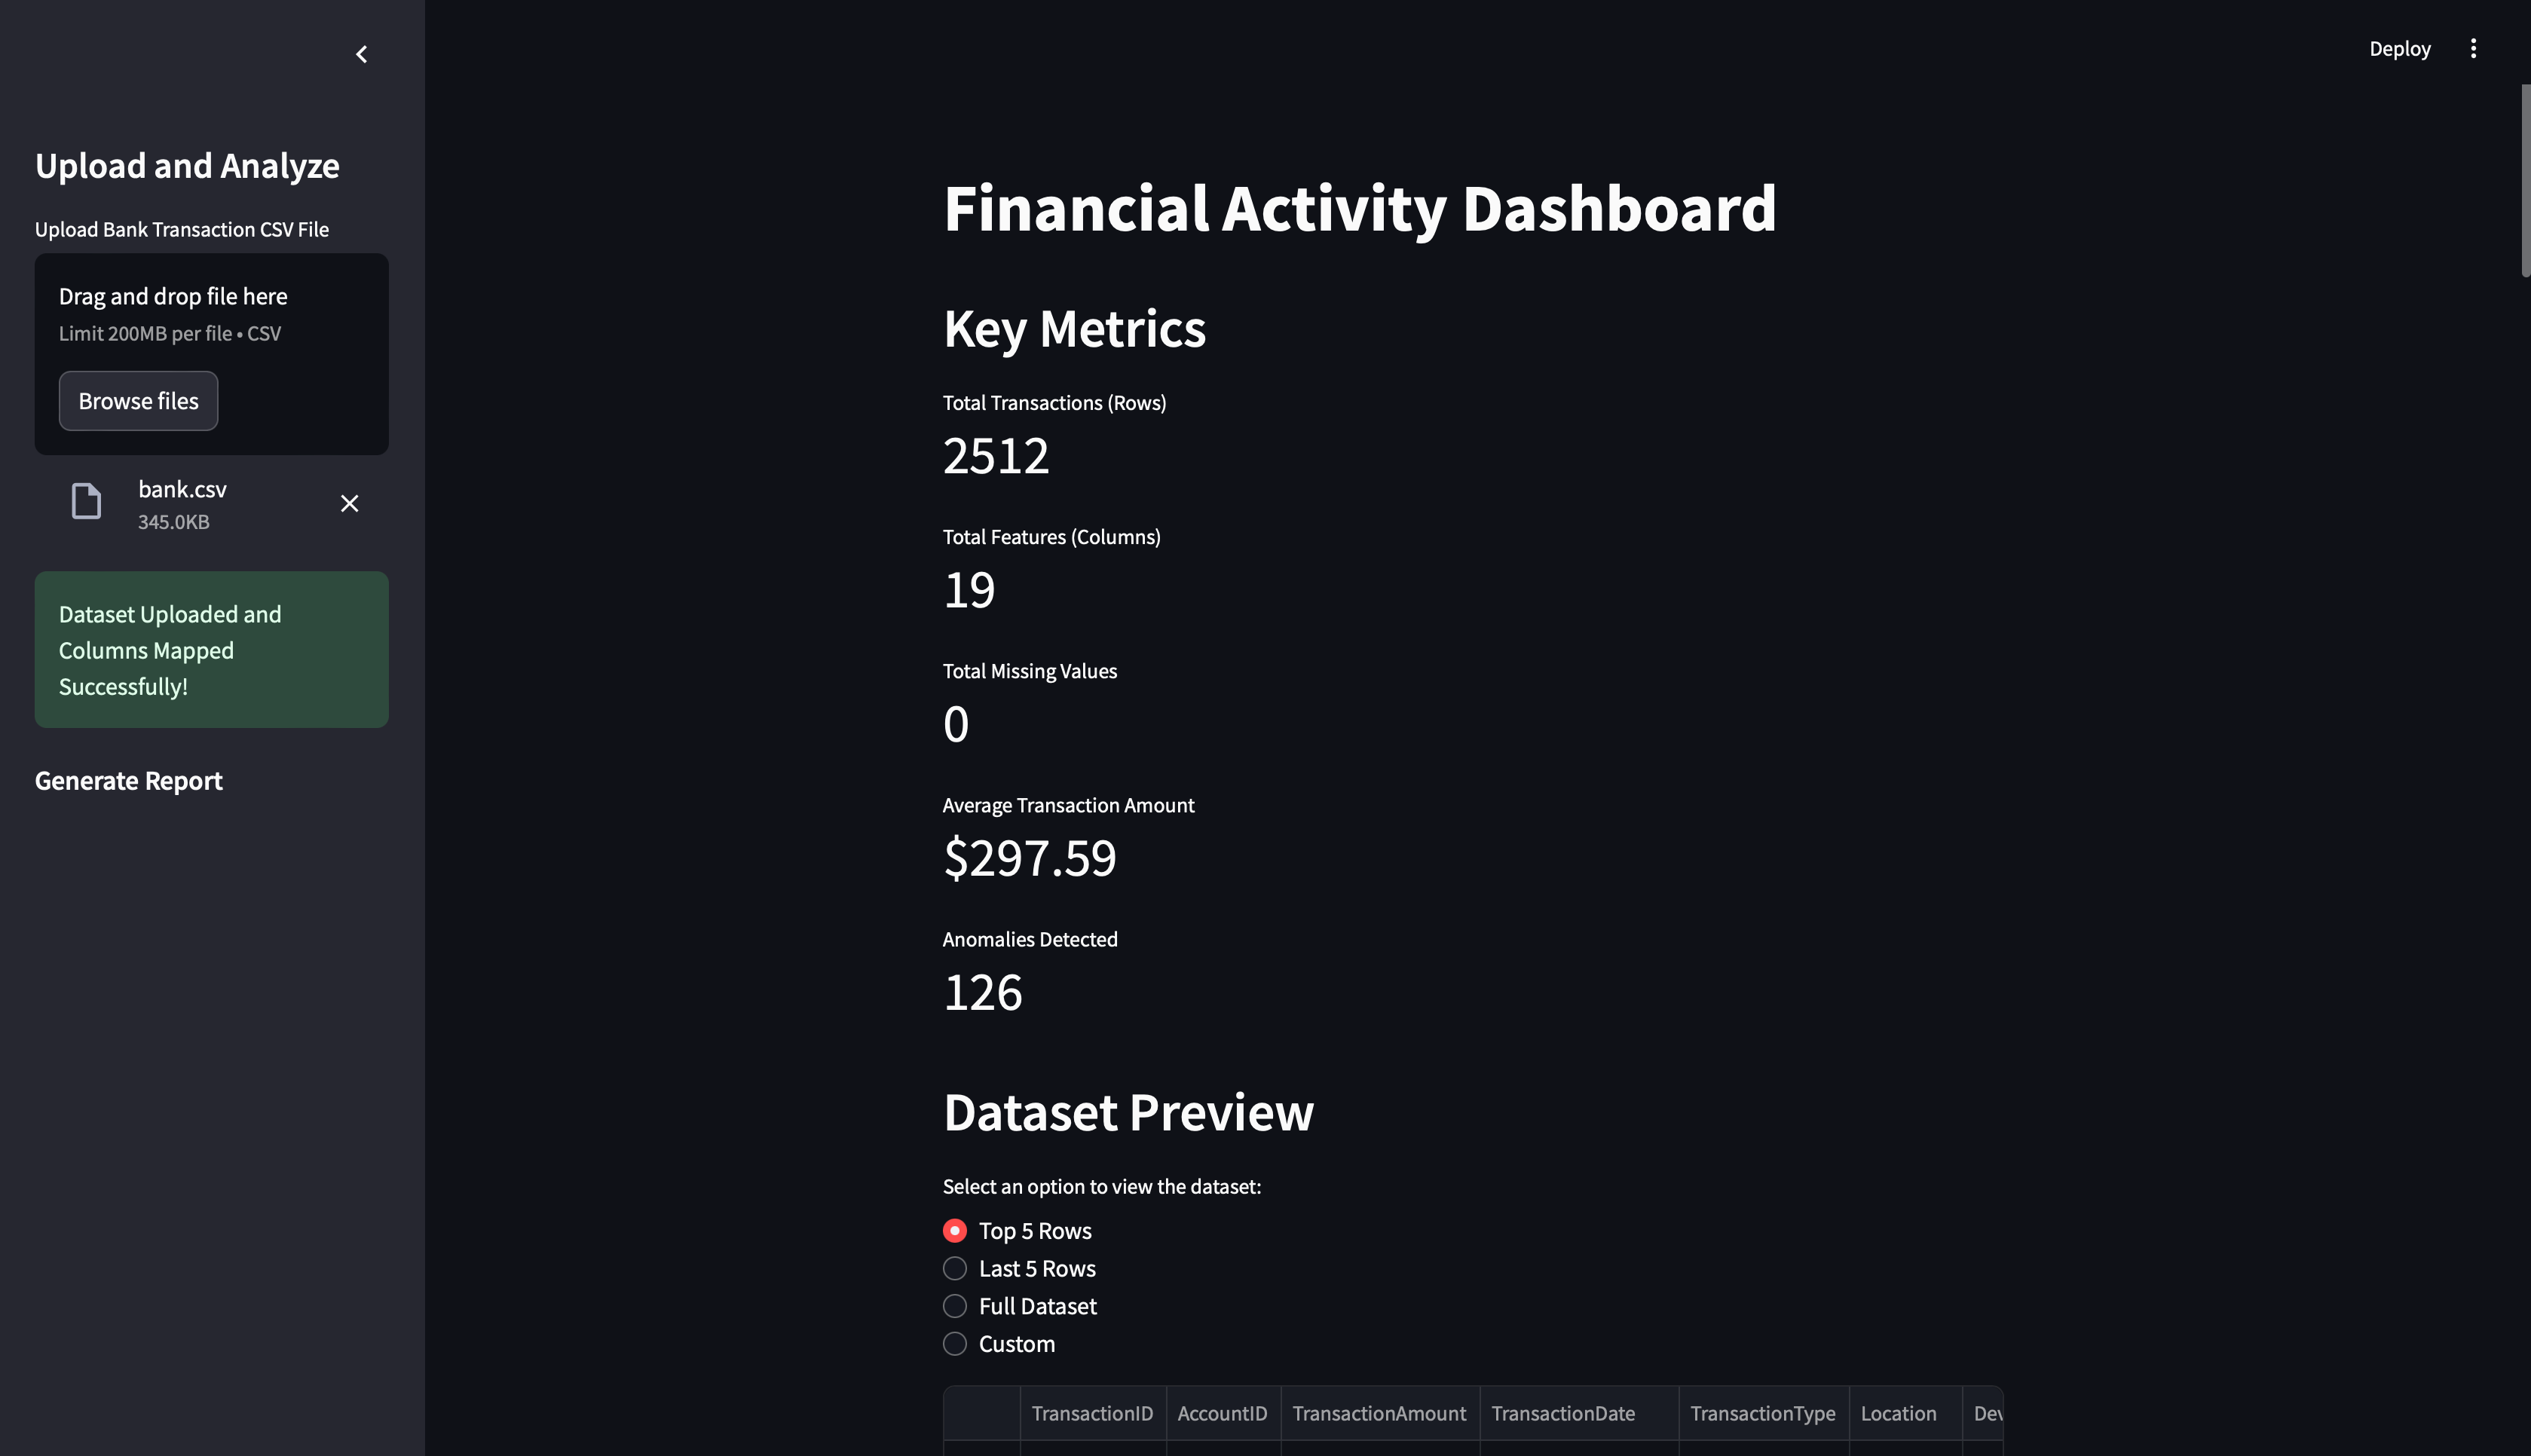 Deploy
Upload and Analyze
Upload Bank Transaction CSV File
Drag and drop file here
Limit 200MB per file • CSV
Browse files
bank.csv
345.0KB
Dataset Uploaded and
Columns Mapped
Successfully!
Generate Report
Financial Activity Dashboard
Key Metrics
Total Transactions (Rows)
2512
Total Features (Columns)
19
Total Missing Values
0
Average Transaction Amount
$297.59
Anomalies Detected
126
Dataset Preview
Select an option to view the dataset:
Top 5 Rows
Last 5 Rows
Full Dataset
Custom
TransactionID AccountID TransactionAmount TransactionDate TransactionType Location Dev